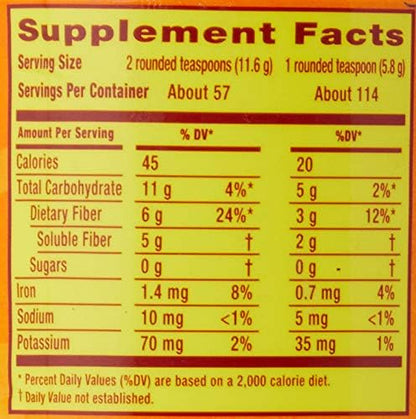 Supplement Facts
Serving Size 2 rounded teaspoons (11.6 g) 1 rounded teaspoon (5.8 g)
Servings Per Container About 57 About 114
Amount Per Serving % DV* %DV*
Calories 45 20
Total Carbohydrate 11 g 4%* 5 g 2%*
Dietary Fiber 6 g 24%* 3 g 12%*
Soluble Fiber 5 g † 2 g †
Sugars 0 g † 0 g †
Iron 1.4 mg 8% 0.7 mg 4%
Sodium 10 mg <1% 5 mg <1%
Potassium 70 mg 2% 35 mg 1%
* Percent Daily Values (%DV) are based on a 2,000 calorie diet.
† Daily Value not established.